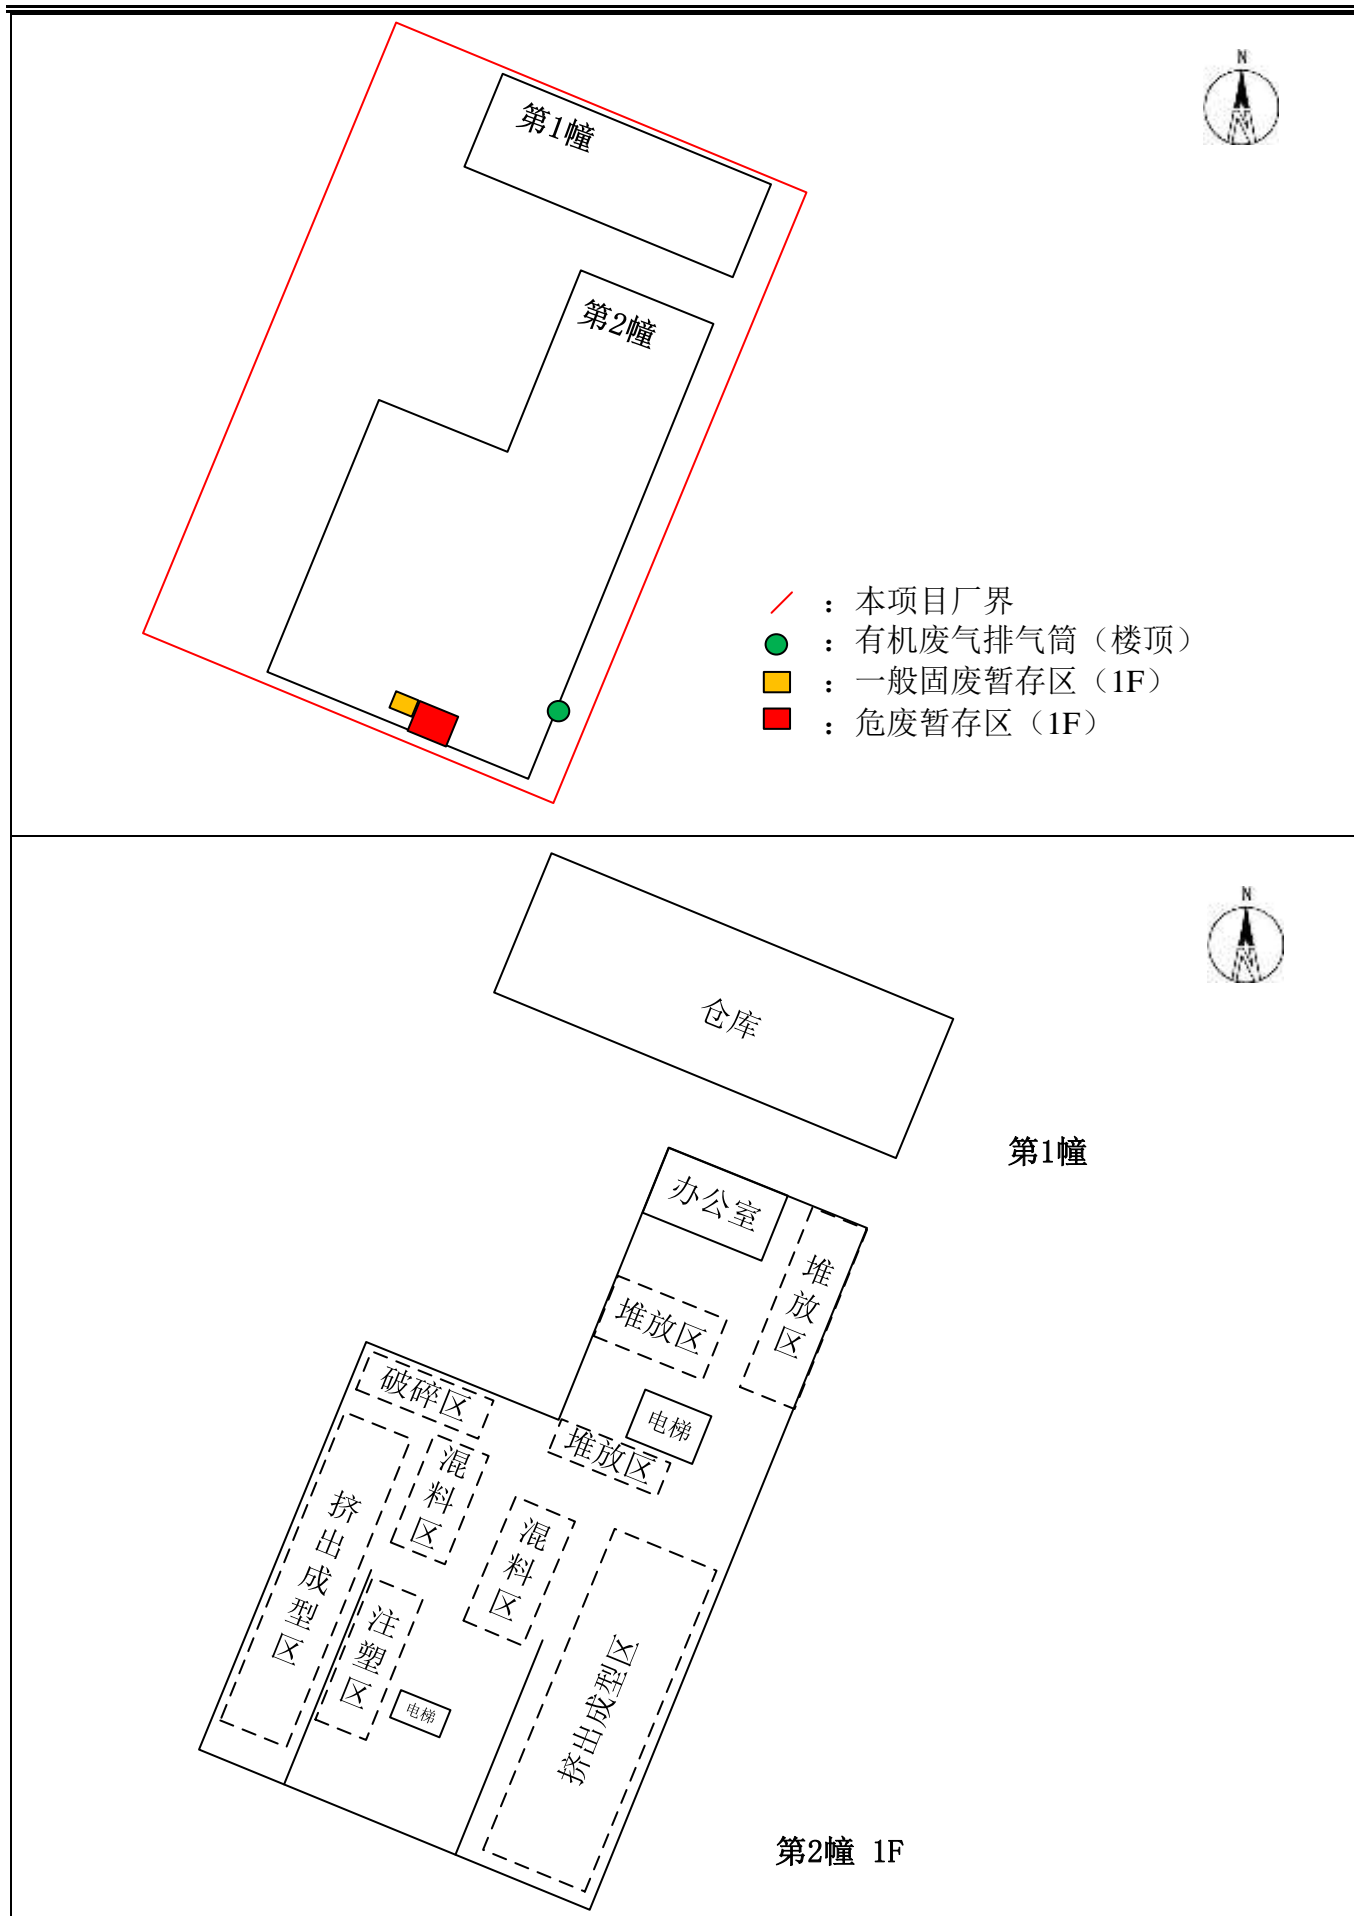 N
第1幢
第2幢
：本项目厂界
：有机废气排气筒（楼顶）
：一般固废暂存区（1F）
：危废暂存区（1F）
N
仓库
第1幢
办公室
堆放区
堆放区
破碎区
电梯
堆放区
混料区
挤出成型区
混料区
注塑区
挤出成型区
电梯
第2幢 1F